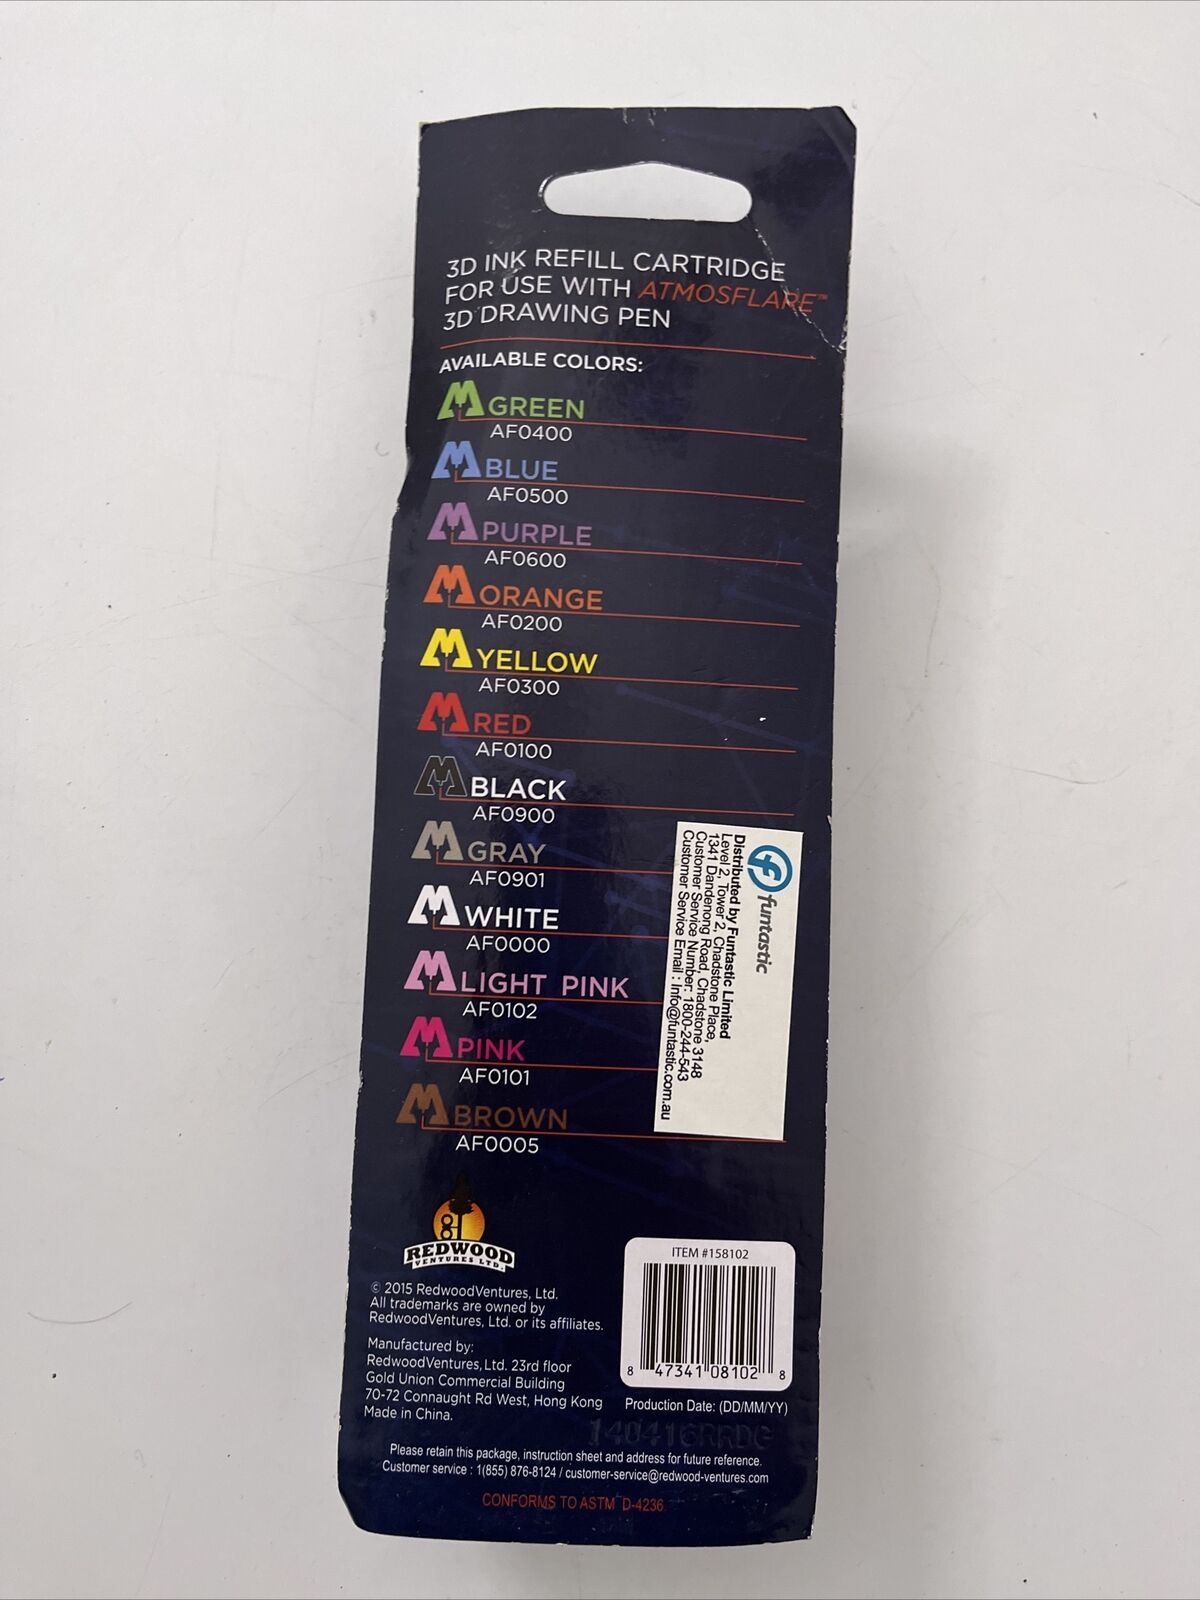 3D INK REFILL CARTRIDGE
FOR USE WITH ATMOSFLARE™
3D DRAWING PEN
AVAILABLE COLORS:
GREEN
AF0400
BLUE
AF0500
PURPLE
AF0600
ORANGE
AF0200
YELLOW
AF0300
RED
AF0100
BLACK
AF0900
GRAY
AF0901
WHITE
AF0000
LIGHT PINK
AF0102
PINK
AF0101
BROWN
AF0005
funtastic
Distributed by Funtastic Limited
Level 2, Tower 2, Chadstone Place,
1341 Dandenong Road, Chadstone 3148
Customer Service Number: 1800-244-543
Customer Service Email : Info@funtastic.com.au
REDWOOD
VENTURES LTD.
© 2015 RedwoodVentures, Ltd.
All trademarks are owned by
RedwoodVentures, Ltd. or its affiliates.
Manufactured by:
RedwoodVentures, Ltd. 23rd floor
Gold Union Commercial Building
70-72 Connaught Rd West, Hong Kong
Made in China.
ITEM #158102
8 47341 08102 8
Production Date: (DD/MM/YY)
140416RRDG
Please retain this package, instruction sheet and address for future reference.
Customer service : 1(855) 876-8124 / customer-service@redwood-ventures.com
CONFORMS TO ASTM D-4236